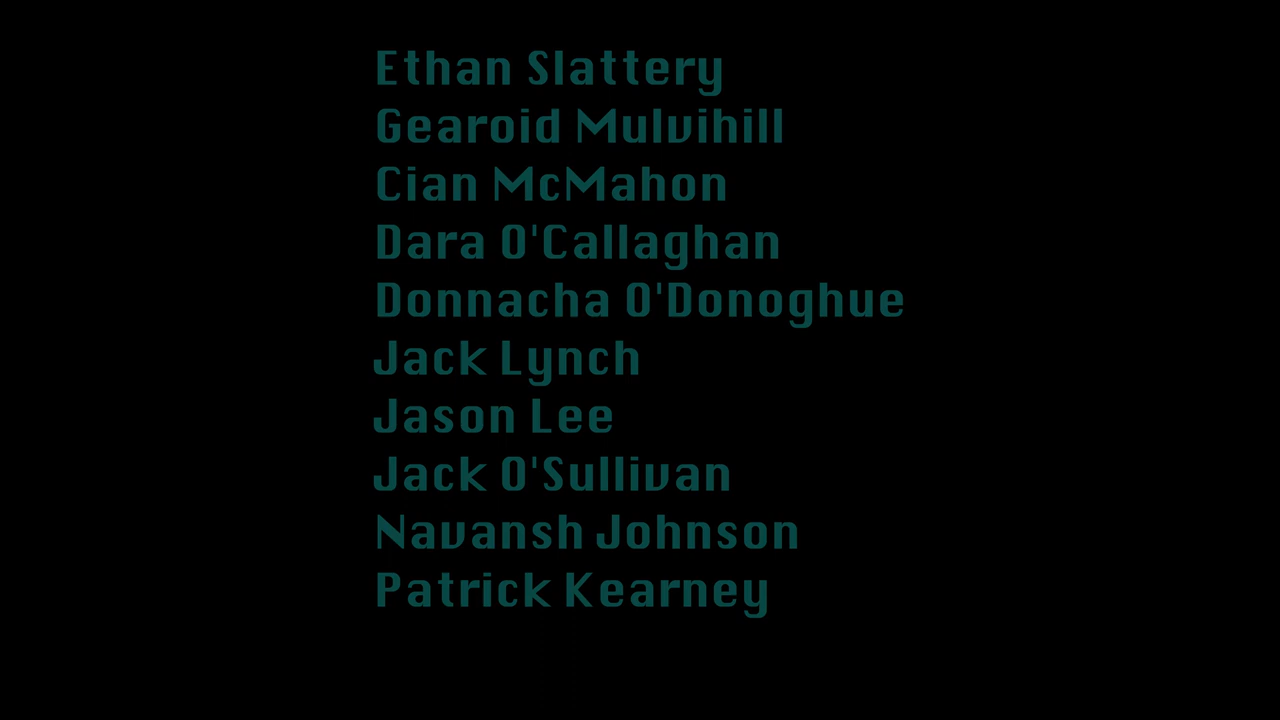 Ethan Slattery
Gearoid Mulvihill
Cian McMahon
Dara O'Callaghan
Donnacha O'Donoghue
Jack Lynch
Jason Lee
Jack O'Sullivan
Navansh Johnson
Patrick Kearney